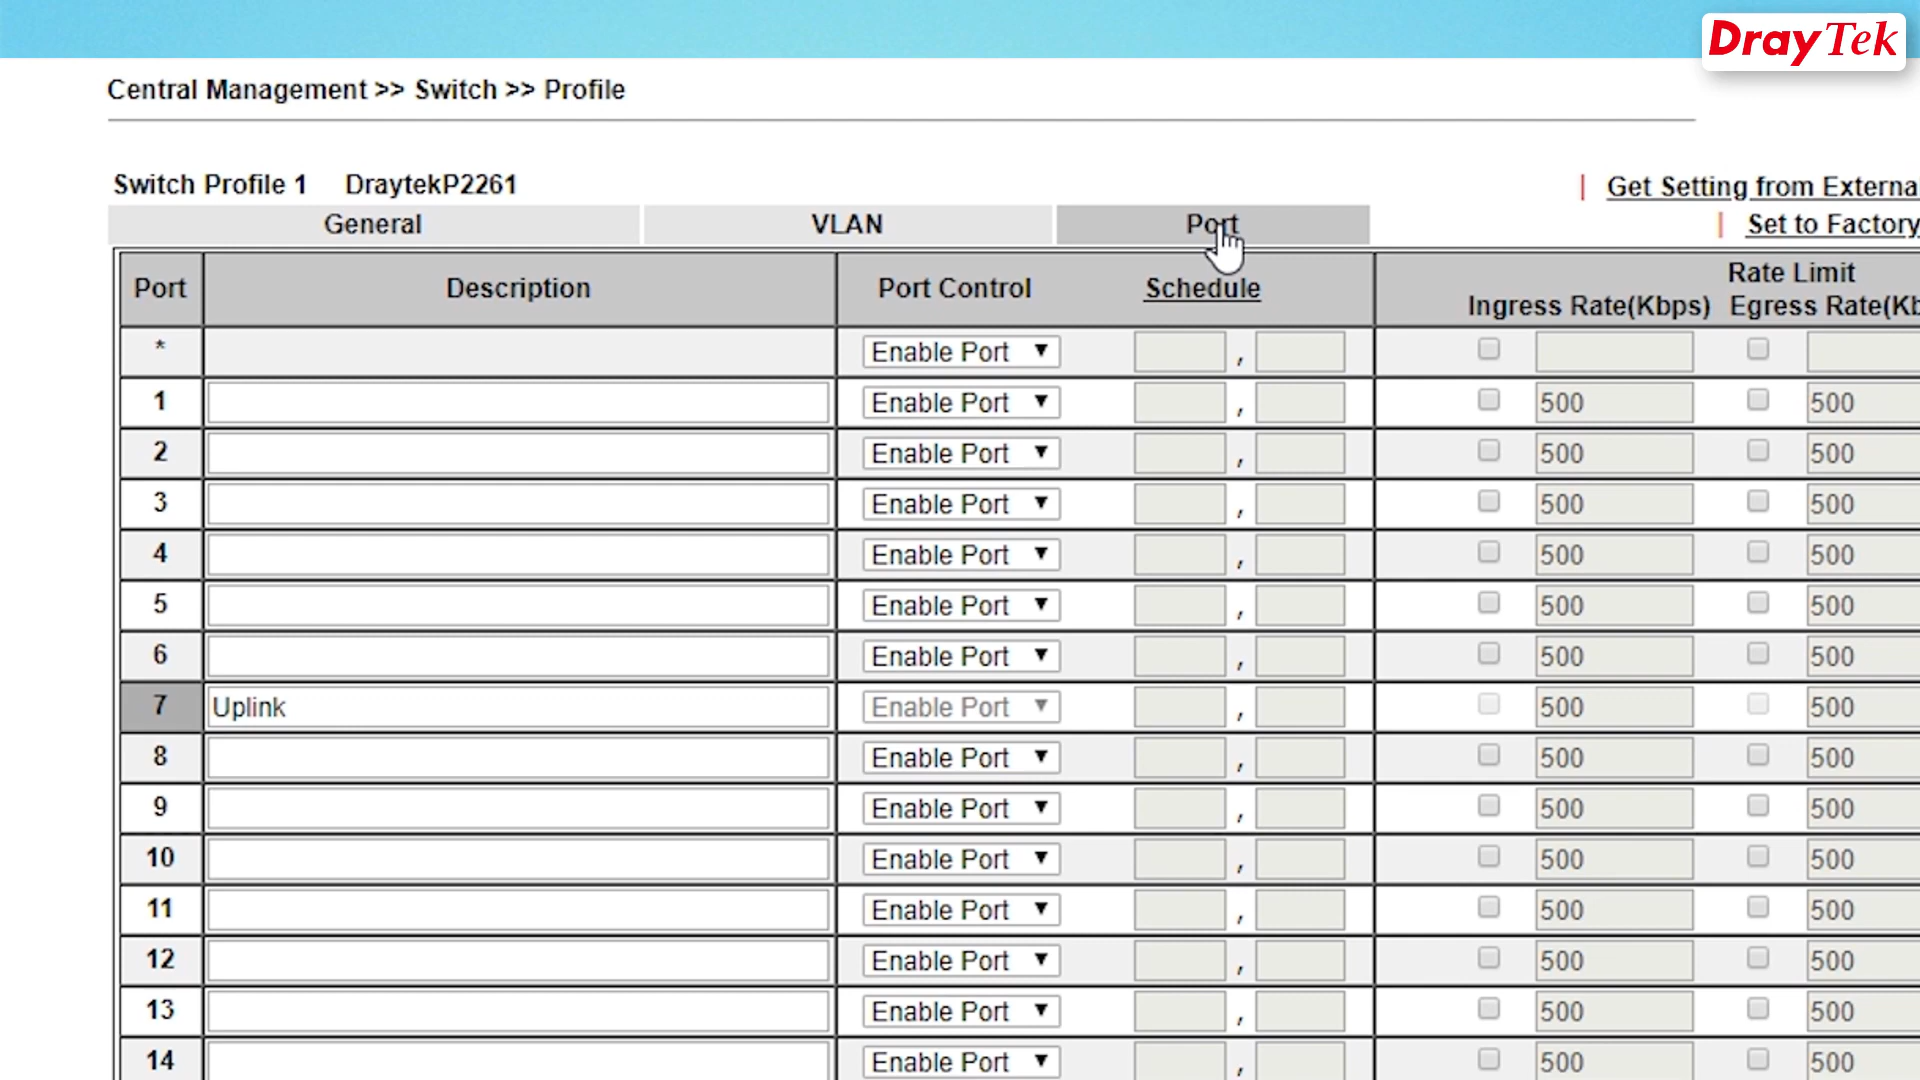 DrayTek
Central Management >> Switch >> Profile
Switch Profile 1 DraytekP2261
| Get Setting from Externa
General VLAN Port
| Set to Factory
Port Description Port Control Schedule Rate Limit
Ingress Rate(Kbps) Egress Rate(Kb
* Enable Port ▼ ,
1 Enable Port ▼ , 500 500
2 Enable Port ▼ , 500 500
3 Enable Port ▼ , 500 500
4 Enable Port ▼ , 500 500
5 Enable Port ▼ , 500 500
6 Enable Port ▼ , 500 500
7 Uplink Enable Port ▼ , 500 500
8 Enable Port ▼ , 500 500
9 Enable Port ▼ , 500 500
10 Enable Port ▼ , 500 500
11 Enable Port ▼ , 500 500
12 Enable Port ▼ , 500 500
13 Enable Port ▼ , 500 500
14 Enable Port ▼ , 500 500